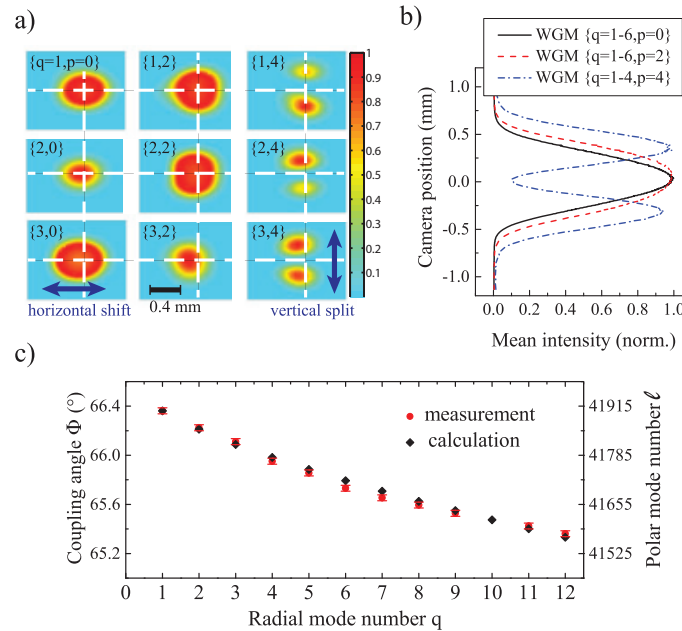 a)
{q=1,p=0}
{1,2}
{1,4}
{2,0}
{2,2}
{2,4}
{3,0}
{3,2}
{3,4}
horizontal shift
0.4 mm
vertical split
1
0.9
0.8
0.7
0.6
0.5
0.4
0.3
0.2
0.1
b)
WGM {q=1-6,p=0}
WGM {q=1-6,p=2}
WGM {q=1-4,p=4}
Camera position (mm)
1.0
0.5
0.0
-0.5
-1.0
0.0 0.2 0.4 0.6 0.8 1.0
Mean intensity (norm.)
c)
Coupling angle Φ (°)
66.4
66.0
65.6
65.2
measurement
calculation
41915
41785
41655
41525
Polar mode number ℓ
0 1 2 3 4 5 6 7 8 9 10 11 12
Radial mode number q